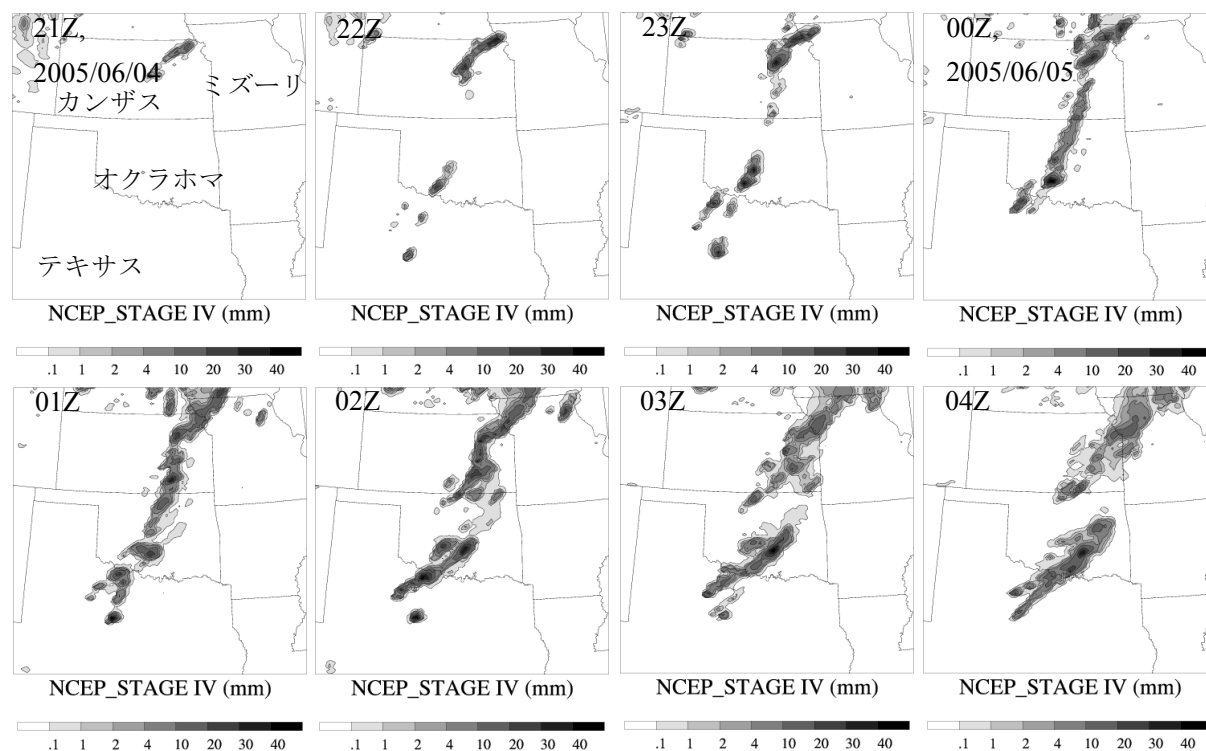 21Z,
2005/06/04
カンザス
ミズーリ
オグラホマ
テキサス
NCEP_STAGE IV (mm)
.1 1 2 4 10 20 30 40
22Z
NCEP_STAGE IV (mm)
.1 1 2 4 10 20 30 40
23Z
NCEP_STAGE IV (mm)
.1 1 2 4 10 20 30 40
00Z,
2005/06/05
NCEP_STAGE IV (mm)
.1 1 2 4 10 20 30 40
01Z
NCEP_STAGE IV (mm)
.1 1 2 4 10 20 30 40
02Z
NCEP_STAGE IV (mm)
.1 1 2 4 10 20 30 40
03Z
NCEP_STAGE IV (mm)
.1 1 2 4 10 20 30 40
04Z
NCEP_STAGE IV (mm)
.1 1 2 4 10 20 30 40